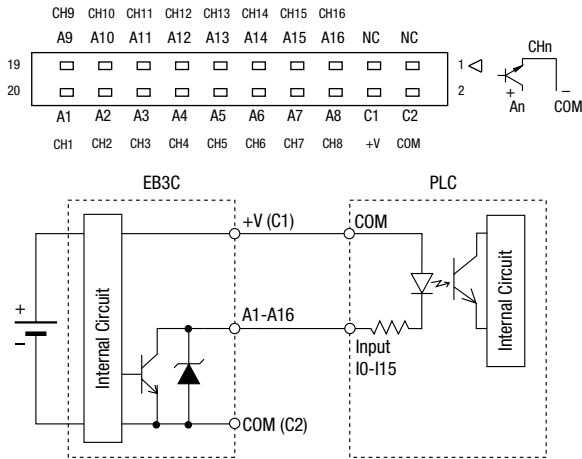 CH9 CH10 CH11 CH12 CH13 CH14 CH15 CH16
A9 A10 A11 A12 A13 A14 A15 A16 NC NC
19 1
20 2
A1 A2 A3 A4 A5 A6 A7 A8 C1 C2
CH1 CH2 CH3 CH4 CH5 CH6 CH7 CH8 +V COM
CHn
+ −
An COM
EB3C PLC
+V (C1) COM
+
−
Internal Circuit
A1-A16
Input
I0-I15
Internal Circuit
COM (C2)